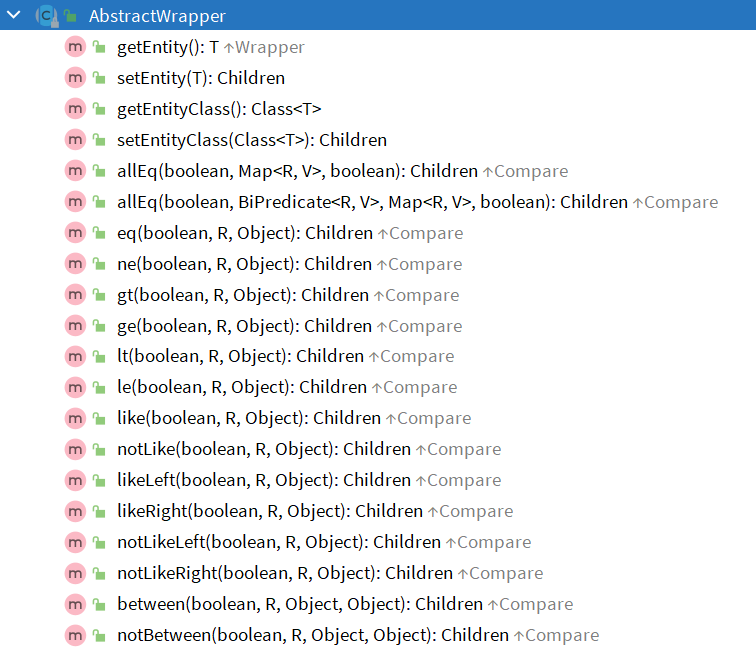 AbstractWrapper
getEntity(): T ↑Wrapper
setEntity(T): Children
getEntityClass(): Class<T>
setEntityClass(Class<T>): Children
allEq(boolean, Map<R, V>, boolean): Children ↑Compare
allEq(boolean, BiPredicate<R, V>, Map<R, V>, boolean): Children ↑Compare
eq(boolean, R, Object): Children ↑Compare
ne(boolean, R, Object): Children ↑Compare
gt(boolean, R, Object): Children ↑Compare
ge(boolean, R, Object): Children ↑Compare
lt(boolean, R, Object): Children ↑Compare
le(boolean, R, Object): Children ↑Compare
like(boolean, R, Object): Children ↑Compare
notLike(boolean, R, Object): Children ↑Compare
likeLeft(boolean, R, Object): Children ↑Compare
likeRight(boolean, R, Object): Children ↑Compare
notLikeLeft(boolean, R, Object): Children ↑Compare
notLikeRight(boolean, R, Object): Children ↑Compare
between(boolean, R, Object, Object): Children ↑Compare
notBetween(boolean, R, Object, Object): Children ↑Compare